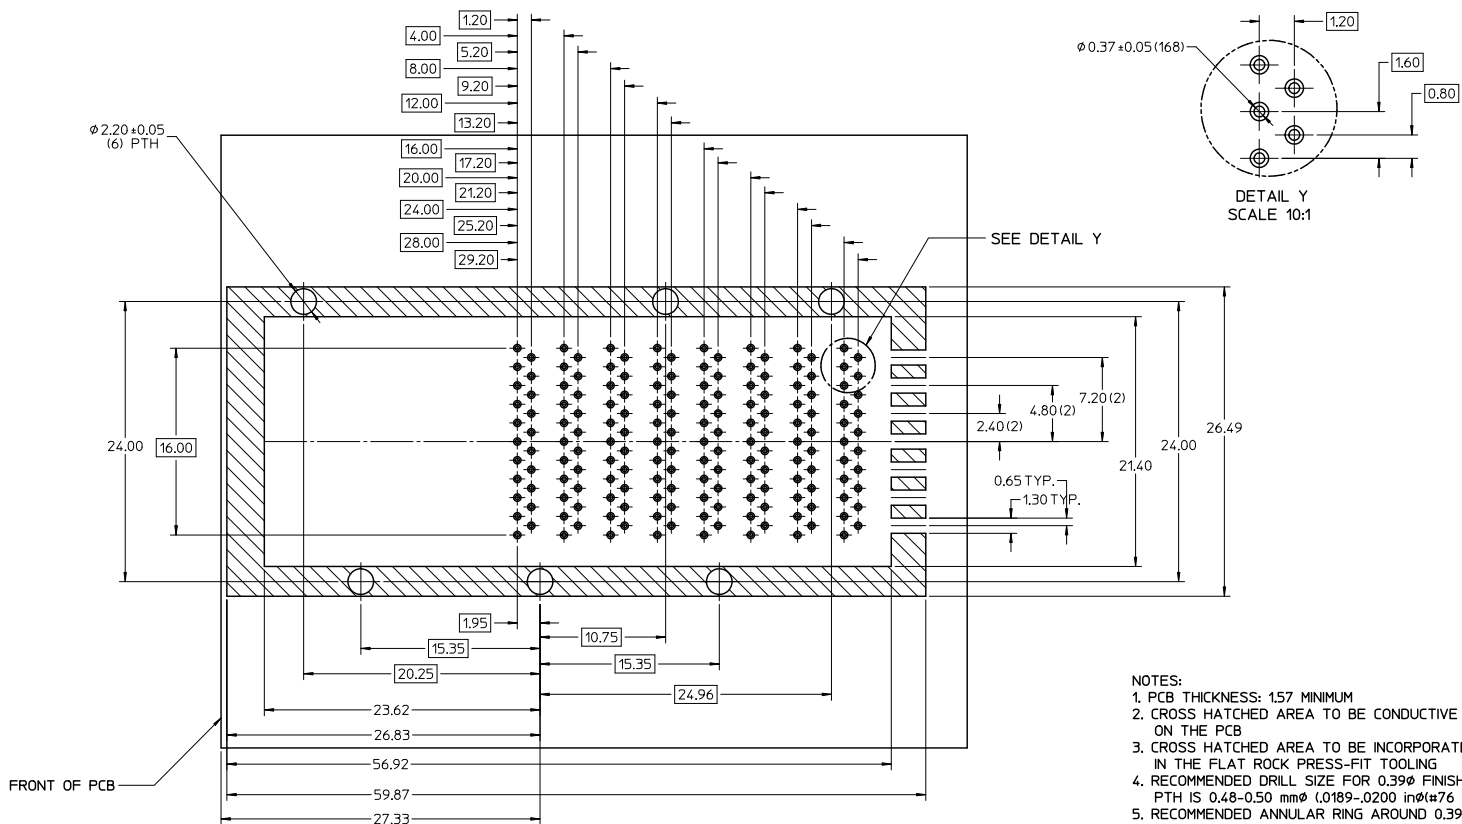 1.20
4.00
5.20
8.00
9.20
12.00
13.20
16.00
17.20
20.00
21.20
24.00
25.20
28.00
29.20
⌀2.20±0.05
(6) PTH
⌀0.37±0.05(168)
1.20
1.60
0.80
DETAIL Y
SCALE 10:1
SEE DETAIL Y
24.00
16.00
7.20(2)
4.80(2)
2.40(2)
0.65 TYP.
1.30 TYP.
21.40
24.00
26.49
1.95
10.75
15.35
15.35
20.25
24.96
23.62
26.83
56.92
59.87
27.33
FRONT OF PCB
NOTES:
1. PCB THICKNESS: 1.57 MINIMUM
2. CROSS HATCHED AREA TO BE CONDUCTIVE
ON THE PCB
3. CROSS HATCHED AREA TO BE INCORPORATE
IN THE FLAT ROCK PRESS-FIT TOOLING
4. RECOMMENDED DRILL SIZE FOR 0.39⌀ FINISH
PTH IS 0.48-0.50 mm⌀ (.0189-.0200 in⌀(#76
5. RECOMMENDED ANNULAR RING AROUND 0.39